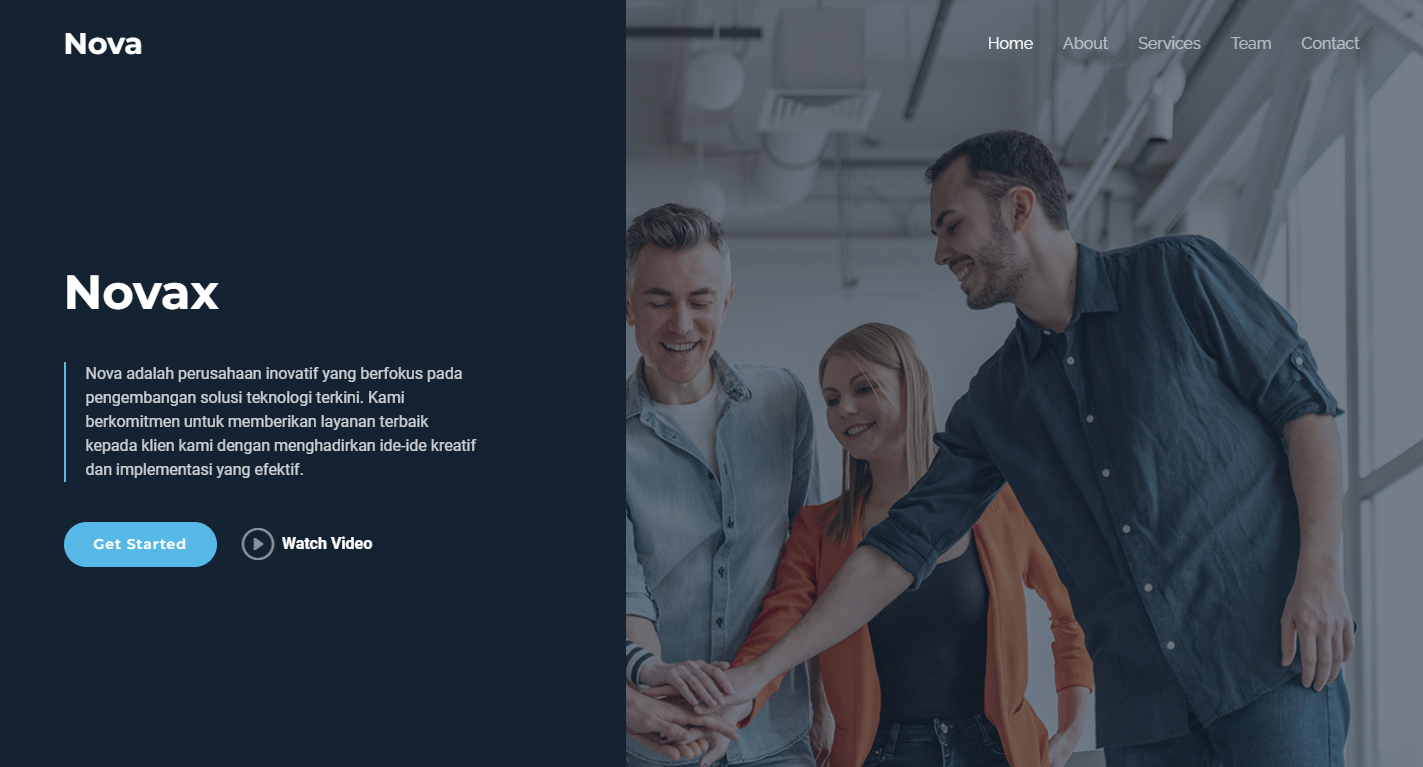 Nova
Home About Services Team Contact
Novax
Nova adalah perusahaan inovatif yang berfokus pada
pengembangan solusi teknologi terkini. Kami
berkomitmen untuk memberikan layanan terbaik
kepada klien kami dengan menghadirkan ide-ide kreatif
dan implementasi yang efektif.
Get Started Watch Video